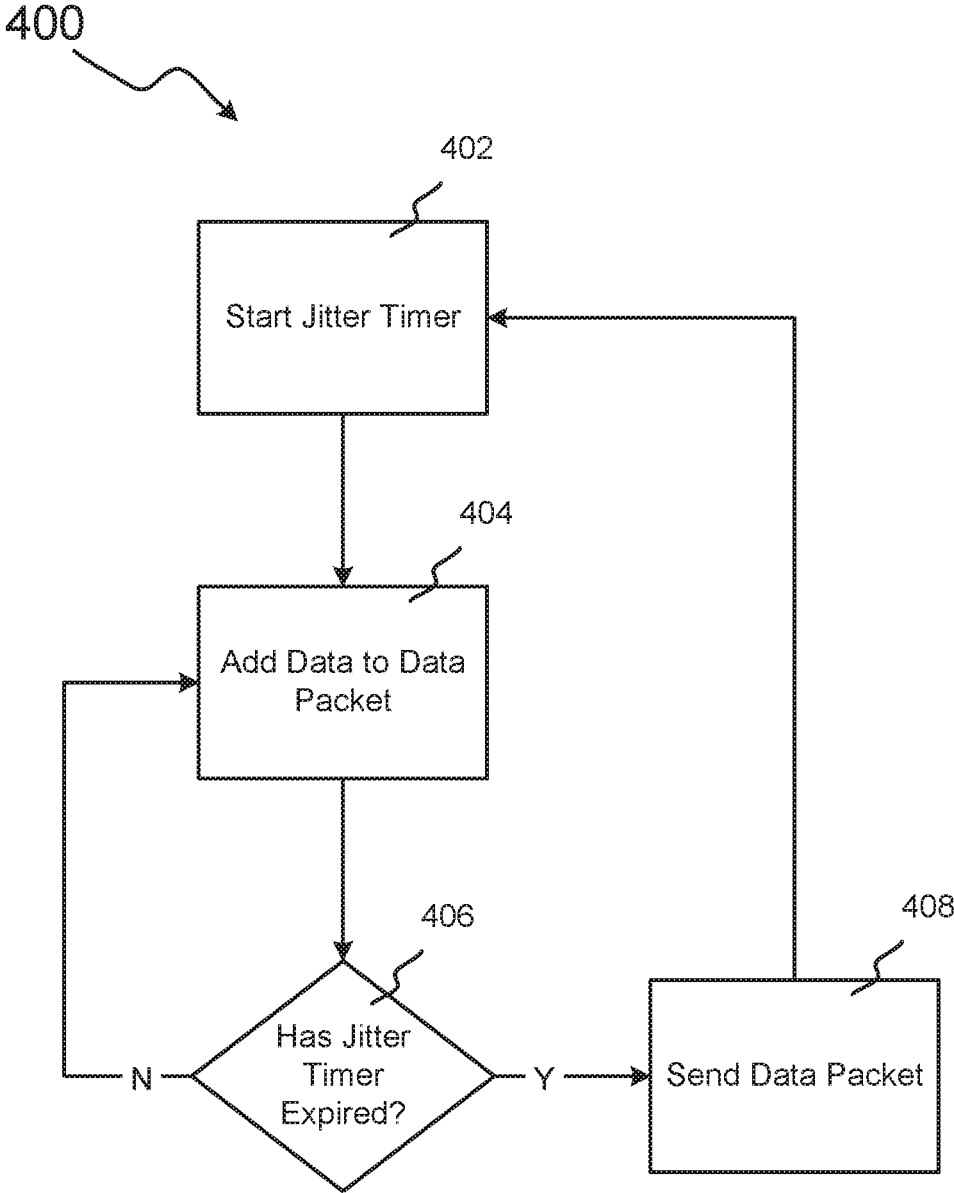 400
402
Start Jitter Timer
404
Add Data to Data
Packet
406
Has Jitter
Timer
Expired?
N
Y
408
Send Data Packet